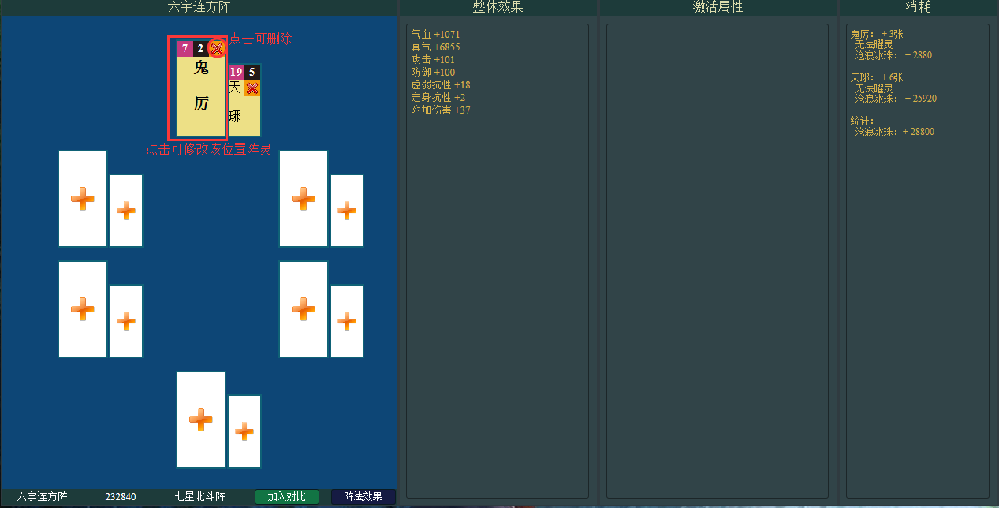 六宇连方阵
整体效果
激活属性
消耗
点击可删除
7 2
鬼
厉
19 5
天
琊
点击可修改该位置阵灵
气血 +1071
真气 +6855
攻击 +101
防御 +100
虚弱抗性 +18
定身抗性 +2
附加伤害 +37
鬼厉： + 3张
无法曜灵
沧浪冰珠： + 2880
天琊： + 6张
无法曜灵
沧浪冰珠： + 25920
统计：
沧浪冰珠： + 28800
六宇连方阵
232840
七星北斗阵
加入对比
阵法效果